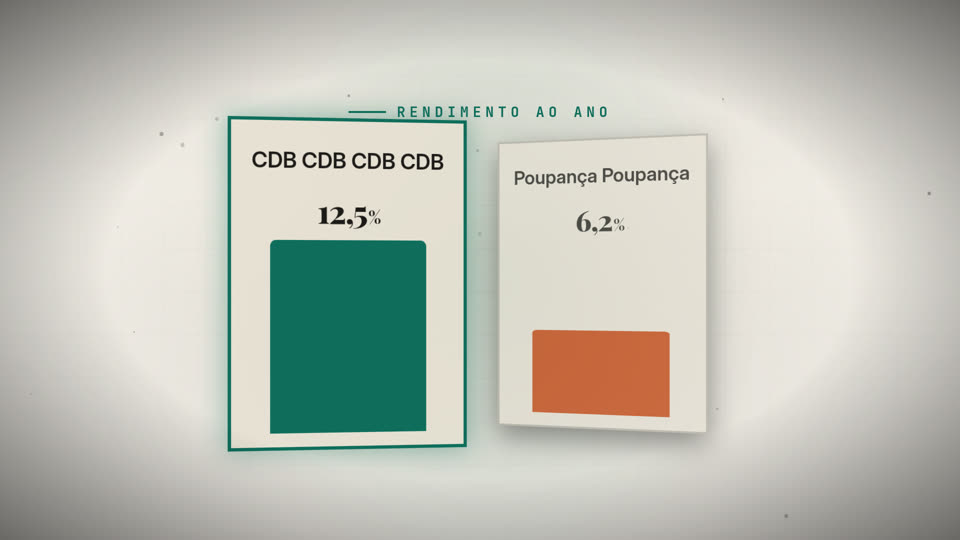 RENDIMENTO AO ANO
CDB CDB CDB CDB
12,5%
Poupança Poupança
6,2%